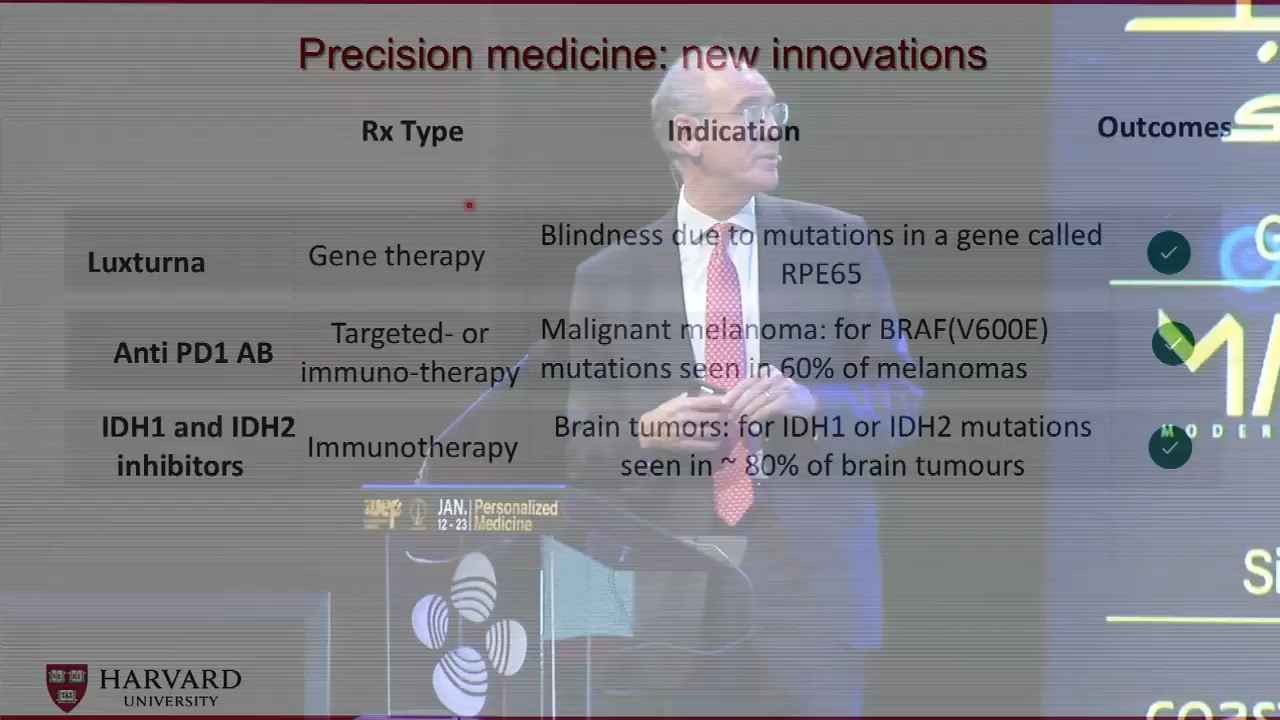 Precision medicine: new innovations
Rx Type
Indication
Outcomes
Luxturna
Gene therapy
Blindness due to mutations in a gene called
RPE65
Anti PD1 AB
Targeted- or
immuno-therapy
Malignant melanoma: for BRAF(V600E)
mutations seen in 60% of melanomas
IDH1 and IDH2
inhibitors
Immunotherapy
Brain tumors: for IDH1 or IDH2 mutations
seen in ~ 80% of brain tumours
JAN.
12 - 23
Personalized
Medicine
HARVARD
UNIVERSITY